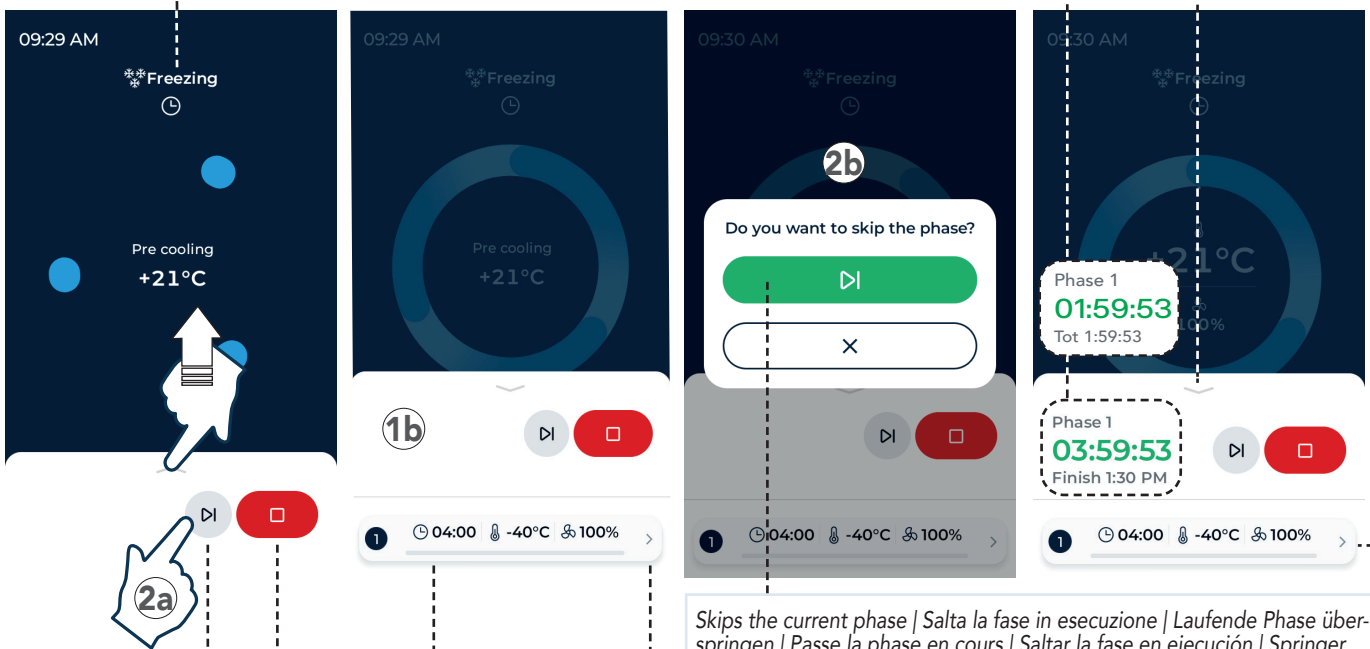 09:29 AM
Freezing
Pre cooling
+21°C
2a
09:29 AM
Freezing
Pre cooling
+21°C
1b
1 04:00 -40°C 100%
09:30 AM
Freezing
2b
Do you want to skip the phase?
1 04:00 -40°C 100%
Skips the current phase | Salta la fase in esecuzione | Laufende Phase über-
springen | Passe la phase en cours | Saltar la fase en ejecución | Springer
09:30 AM
Freezing
+21°C
100%
Phase 1
01:59:53
Tot 1:59:53
Phase 1
03:59:53
Finish 1:30 PM
1 04:00 -40°C 100%